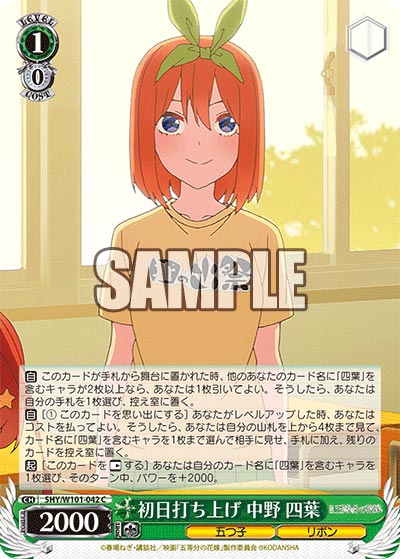 LEVEL
1
0
COST
SAMPLE
自 このカードが手札から舞台に置かれた時、他のあなたのカード名に「四葉」を
含むキャラが2枚以上なら、あなたは1枚引いてよい。そうしたら、あなたは
自分の手札を1枚選び、控え室に置く。
自 [① このカードを思い出にする] あなたがレベルアップした時、あなたは
コストを払ってよい。そうしたら、あなたは自分の山札を上から4枚まで見て、
カード名に「四葉」を含むキャラを1枚まで選んで相手に見せ、手札に加え、残りの
カードを控え室に置く。
起 [このカードを する] あなたは自分のカード名に「四葉」を含むキャラを
1枚選び、そのターン中、パワーを+2000。
CH 5HY/W101-042 C
初日打ち上げ 中野 四葉
2000
五つ子
リボン
©春場ねぎ・講談社/映画「五等分の花嫁」製作委員会 ©KODANSHA